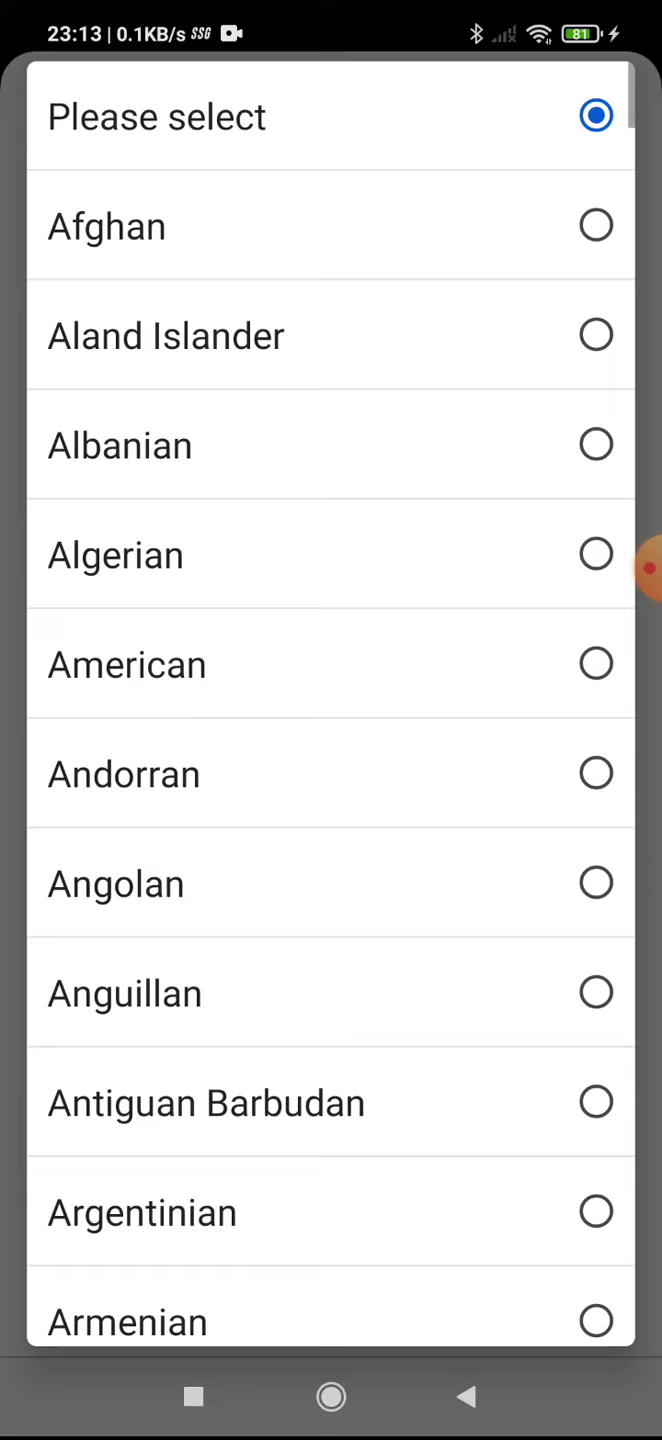 23:13 | 0.1KB/s SSG
81
Please select
Afghan
Aland Islander
Albanian
Algerian
American
Andorran
Angolan
Anguillan
Antiguan Barbudan
Argentinian
Armenian